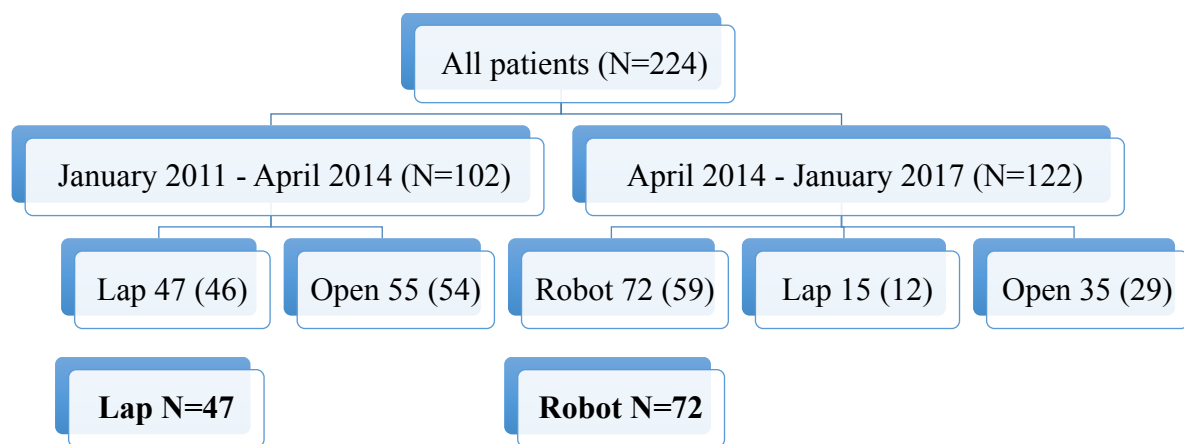 All patients (N=224)
January 2011 - April 2014 (N=102)
April 2014 - January 2017 (N=122)
Lap 47 (46)
Open 55 (54)
Robot 72 (59)
Lap 15 (12)
Open 35 (29)
Lap N=47
Robot N=72